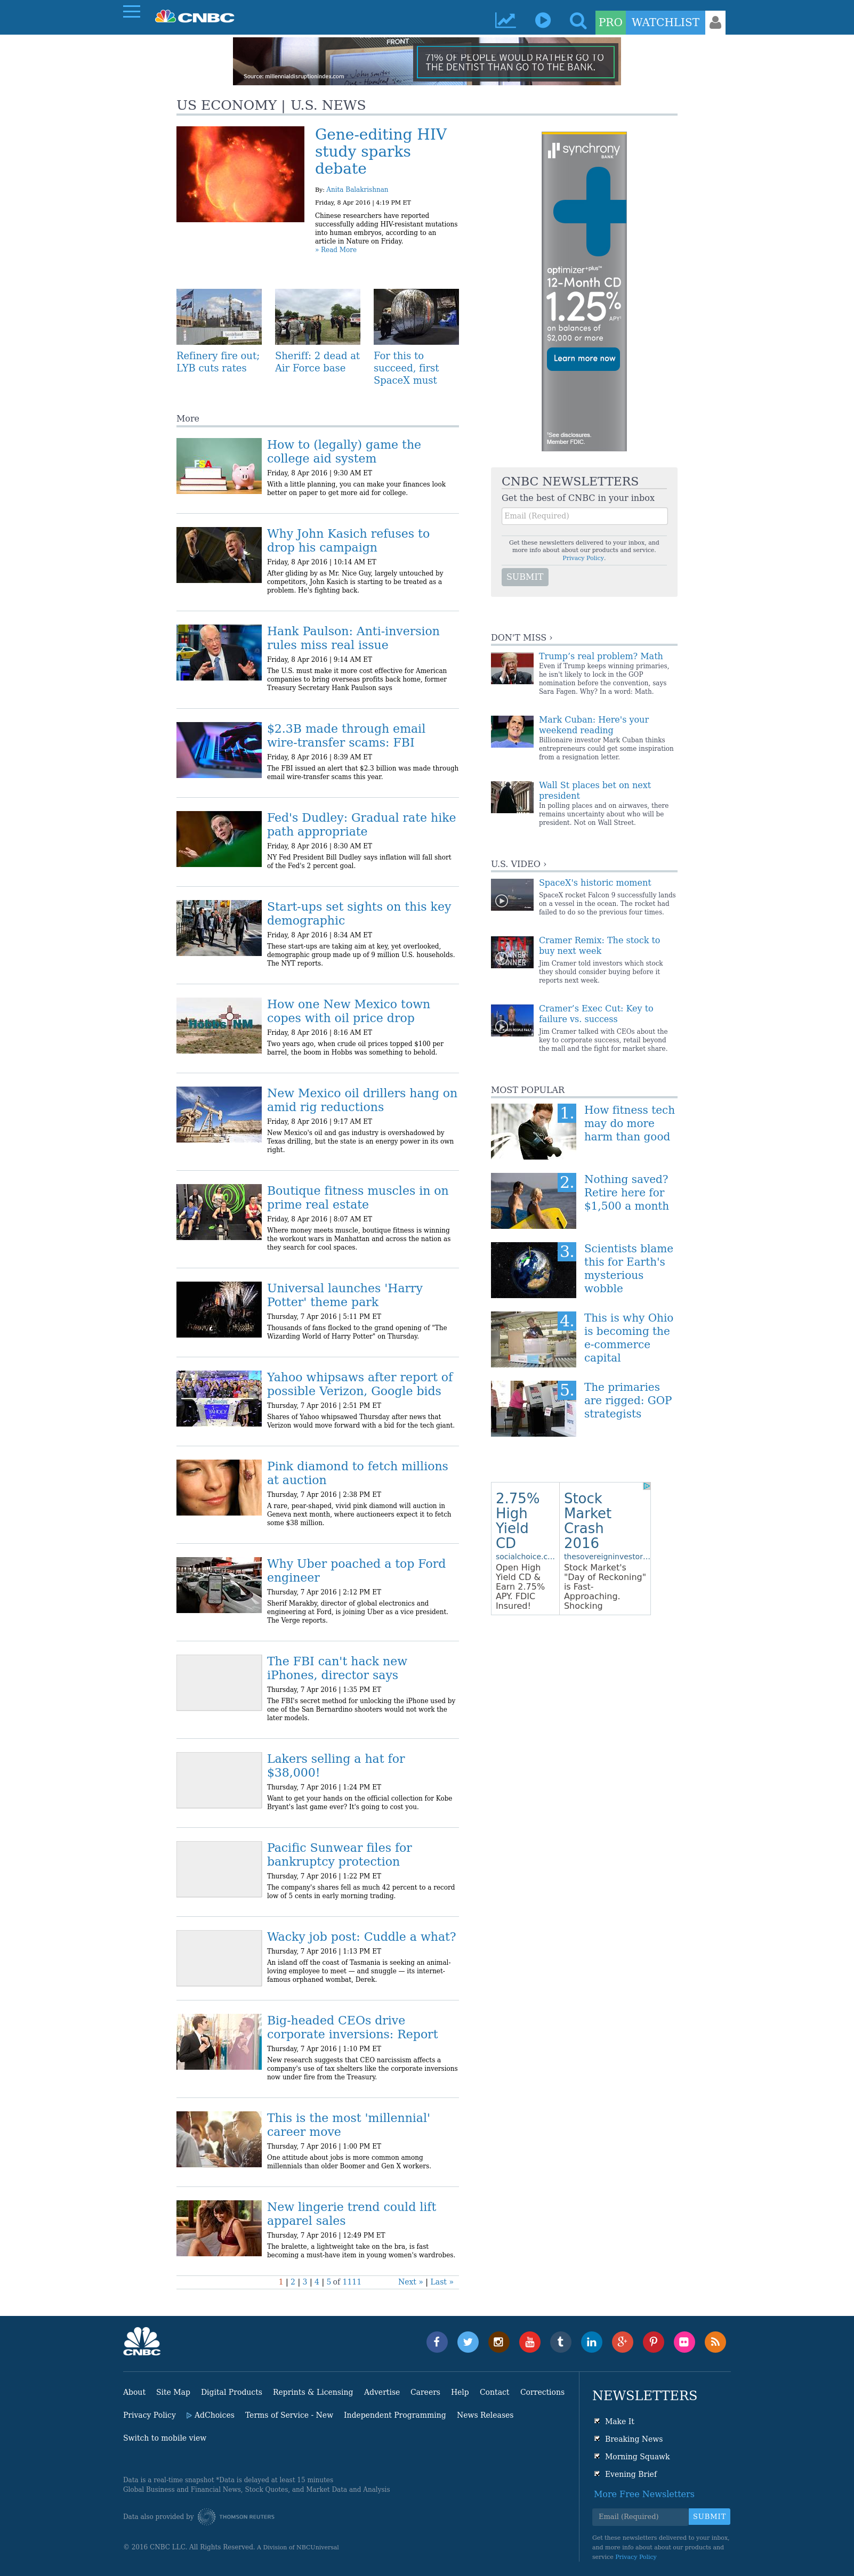 CNBC
PRO
WATCHLIST
FRONT
Source: millennialdisruptionindex.com
71% OF PEOPLE WOULD RATHER GO TO
THE DENTIST THAN GO TO THE BANK.
US ECONOMY | U.S. NEWS
Gene-editing HIV
study sparks
debate
By: Anita Balakrishnan
Friday, 8 Apr 2016 | 4:19 PM ET
Chinese researchers have reported
successfully adding HIV-resistant mutations
into human embryos, according to an
article in Nature on Friday.
» Read More
Refinery fire out;
LYB cuts rates
Sheriff: 2 dead at
Air Force base
For this to
succeed, first
SpaceX must
More
How to (legally) game the
college aid system
Friday, 8 Apr 2016 | 9:30 AM ET
With a little planning, you can make your finances look
better on paper to get more aid for college.
Why John Kasich refuses to
drop his campaign
Friday, 8 Apr 2016 | 10:14 AM ET
After gliding by as Mr. Nice Guy, largely untouched by
competitors, John Kasich is starting to be treated as a
problem. He's fighting back.
Hank Paulson: Anti-inversion
rules miss real issue
Friday, 8 Apr 2016 | 9:14 AM ET
The U.S. must make it more cost effective for American
companies to bring overseas profits back home, former
Treasury Secretary Hank Paulson says
$2.3B made through email
wire-transfer scams: FBI
Friday, 8 Apr 2016 | 8:39 AM ET
The FBI issued an alert that $2.3 billion was made through
email wire-transfer scams this year.
Fed's Dudley: Gradual rate hike
path appropriate
Friday, 8 Apr 2016 | 8:30 AM ET
NY Fed President Bill Dudley says inflation will fall short
of the Fed's 2 percent goal.
Start-ups set sights on this key
demographic
Friday, 8 Apr 2016 | 8:34 AM ET
These start-ups are taking aim at key, yet overlooked,
demographic group made up of 9 million U.S. households.
The NYT reports.
How one New Mexico town
copes with oil price drop
Friday, 8 Apr 2016 | 8:16 AM ET
Two years ago, when crude oil prices topped $100 per
barrel, the boom in Hobbs was something to behold.
New Mexico oil drillers hang on
amid rig reductions
Friday, 8 Apr 2016 | 9:17 AM ET
New Mexico's oil and gas industry is overshadowed by
Texas drilling, but the state is an energy power in its own
right.
Boutique fitness muscles in on
prime real estate
Friday, 8 Apr 2016 | 8:07 AM ET
Where money meets muscle, boutique fitness is winning
the workout wars in Manhattan and across the nation as
they search for cool spaces.
Universal launches 'Harry
Potter' theme park
Thursday, 7 Apr 2016 | 5:11 PM ET
Thousands of fans flocked to the grand opening of "The
Wizarding World of Harry Potter" on Thursday.
Yahoo whipsaws after report of
possible Verizon, Google bids
Thursday, 7 Apr 2016 | 2:51 PM ET
Shares of Yahoo whipsawed Thursday after news that
Verizon would move forward with a bid for the tech giant.
Pink diamond to fetch millions
at auction
Thursday, 7 Apr 2016 | 2:38 PM ET
A rare, pear-shaped, vivid pink diamond will auction in
Geneva next month, where auctioneers expect it to fetch
some $38 million.
Why Uber poached a top Ford
engineer
Thursday, 7 Apr 2016 | 2:12 PM ET
Sherif Marakby, director of global electronics and
engineering at Ford, is joining Uber as a vice president.
The Verge reports.
The FBI can't hack new
iPhones, director says
Thursday, 7 Apr 2016 | 1:35 PM ET
The FBI's secret method for unlocking the iPhone used by
one of the San Bernardino shooters would not work the
later models.
Lakers selling a hat for
$38,000!
Thursday, 7 Apr 2016 | 1:24 PM ET
Want to get your hands on the official collection for Kobe
Bryant's last game ever? It's going to cost you.
Pacific Sunwear files for
bankruptcy protection
Thursday, 7 Apr 2016 | 1:22 PM ET
The company's shares fell as much 42 percent to a record
low of 5 cents in early morning trading.
Wacky job post: Cuddle a what?
Thursday, 7 Apr 2016 | 1:13 PM ET
An island off the coast of Tasmania is seeking an animal-
loving employee to meet — and snuggle — its internet-
famous orphaned wombat, Derek.
Big-headed CEOs drive
corporate inversions: Report
Thursday, 7 Apr 2016 | 1:10 PM ET
New research suggests that CEO narcissism affects a
company's use of tax shelters like the corporate inversions
now under fire from the Treasury.
This is the most 'millennial'
career move
Thursday, 7 Apr 2016 | 1:00 PM ET
One attitude about jobs is more common among
millennials than older Boomer and Gen X workers.
New lingerie trend could lift
apparel sales
Thursday, 7 Apr 2016 | 12:49 PM ET
The bralette, a lightweight take on the bra, is fast
becoming a must-have item in young women's wardrobes.
1 | 2 | 3 | 4 | 5 of 1111 Next » | Last »
synchrony
BANK
optimizer+plus℠
12-Month CD
1.25% APY*
on balances of
$2,000 or more
Learn more now
*See disclosures.
Member FDIC.
CNBC NEWSLETTERS
Get the best of CNBC in your inbox
Email (Required)
Get these newsletters delivered to your inbox, and
more info about about our products and service.
Privacy Policy.
SUBMIT
DON'T MISS ›
Trump's real problem? Math
Even if Trump keeps winning primaries,
he isn't likely to lock in the GOP
nomination before the convention, says
Sara Fagen. Why? In a word: Math.
Mark Cuban: Here's your
weekend reading
Billionaire investor Mark Cuban thinks
entrepreneurs could get some inspiration
from a resignation letter.
Wall St places bet on next
president
In polling places and on airwaves, there
remains uncertainty about who will be
president. Not on Wall Street.
U.S. VIDEO ›
SpaceX's historic moment
SpaceX rocket Falcon 9 successfully lands
on a vessel in the ocean. The rocket had
failed to do so the previous four times.
Cramer Remix: The stock to
buy next week
Jim Cramer told investors which stock
they should consider buying before it
reports next week.
Cramer's Exec Cut: Key to
failure vs. success
Jim Cramer talked with CEOs about the
key to corporate success, retail beyond
the mall and the fight for market share.
MOST POPULAR
1.
How fitness tech
may do more
harm than good
2.
Nothing saved?
Retire here for
$1,500 a month
3.
Scientists blame
this for Earth's
mysterious
wobble
4.
This is why Ohio
is becoming the
e-commerce
capital
5.
The primaries
are rigged: GOP
strategists
2.75%
High
Yield
CD
socialchoice.c...
Open High
Yield CD &
Earn 2.75%
APY. FDIC
Insured!
Stock
Market
Crash
2016
thesovereigninvestor....
Stock Market's
"Day of Reckoning"
is Fast-
Approaching.
Shocking
CNBC
About Site Map Digital Products Reprints & Licensing Advertise Careers Help Contact Corrections
Privacy Policy AdChoices Terms of Service - New Independent Programming News Releases
Switch to mobile view
Data is a real-time snapshot *Data is delayed at least 15 minutes
Global Business and Financial News, Stock Quotes, and Market Data and Analysis
Data also provided by THOMSON REUTERS
© 2016 CNBC LLC. All Rights Reserved. A Division of NBCUniversal
NEWSLETTERS
Make It
Breaking News
Morning Squawk
Evening Brief
More Free Newsletters
Email (Required) SUBMIT
Get these newsletters delivered to your inbox,
and more info about about our products and
service Privacy Policy